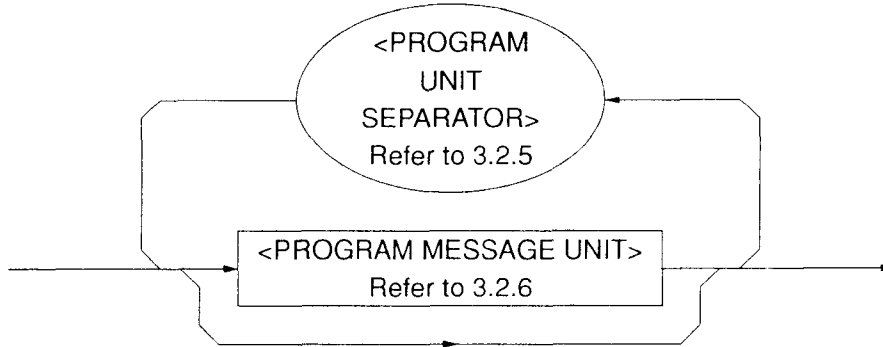 <PROGRAM
UNIT
SEPARATOR>
Refer to 3.2.5
<PROGRAM MESSAGE UNIT>
Refer to 3.2.6